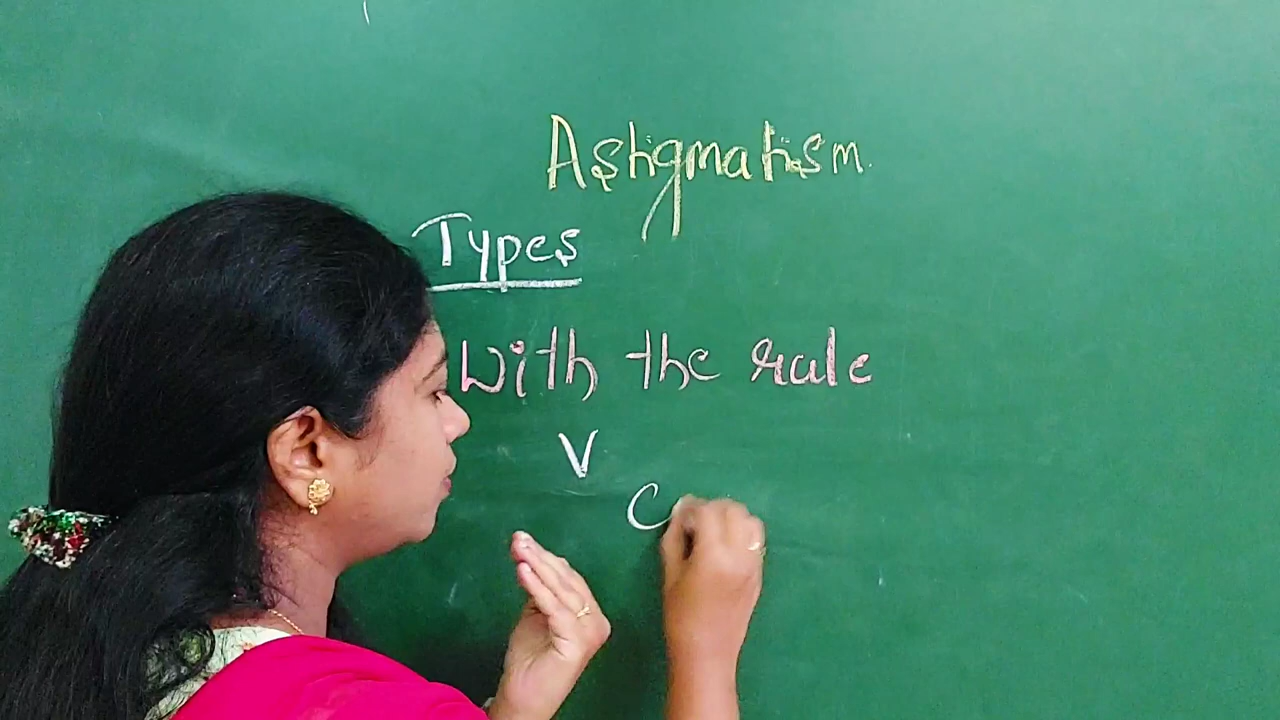 Astigmatism.
Types
With the rule
V
C